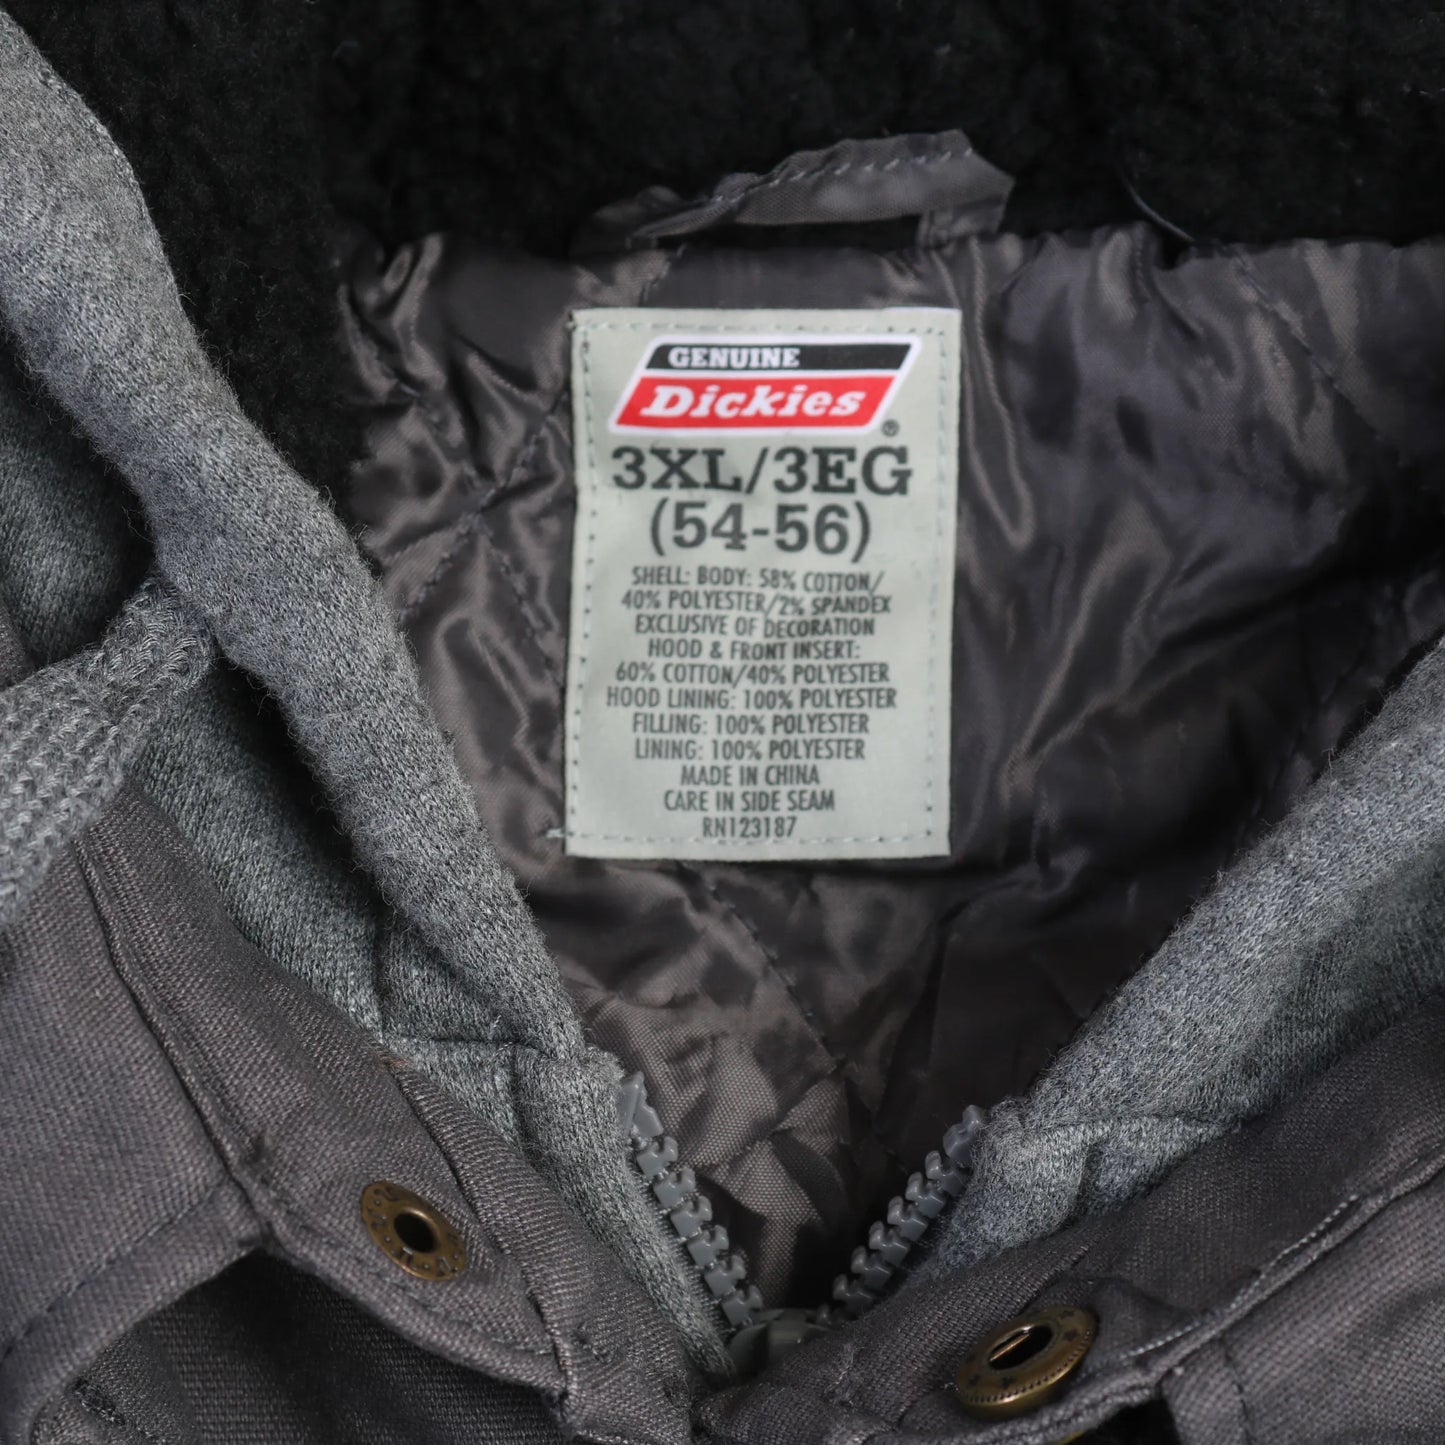 GENUINE
Dickies
®
3XL/3EG
(54-56)
SHELL: BODY: 58% COTTON/
40% POLYESTER/2% SPANDEX
EXCLUSIVE OF DECORATION
HOOD & FRONT INSERT:
60% COTTON/40% POLYESTER
HOOD LINING: 100% POLYESTER
FILLING: 100% POLYESTER
LINING: 100% POLYESTER
MADE IN CHINA
CARE IN SIDE SEAM
RN123187